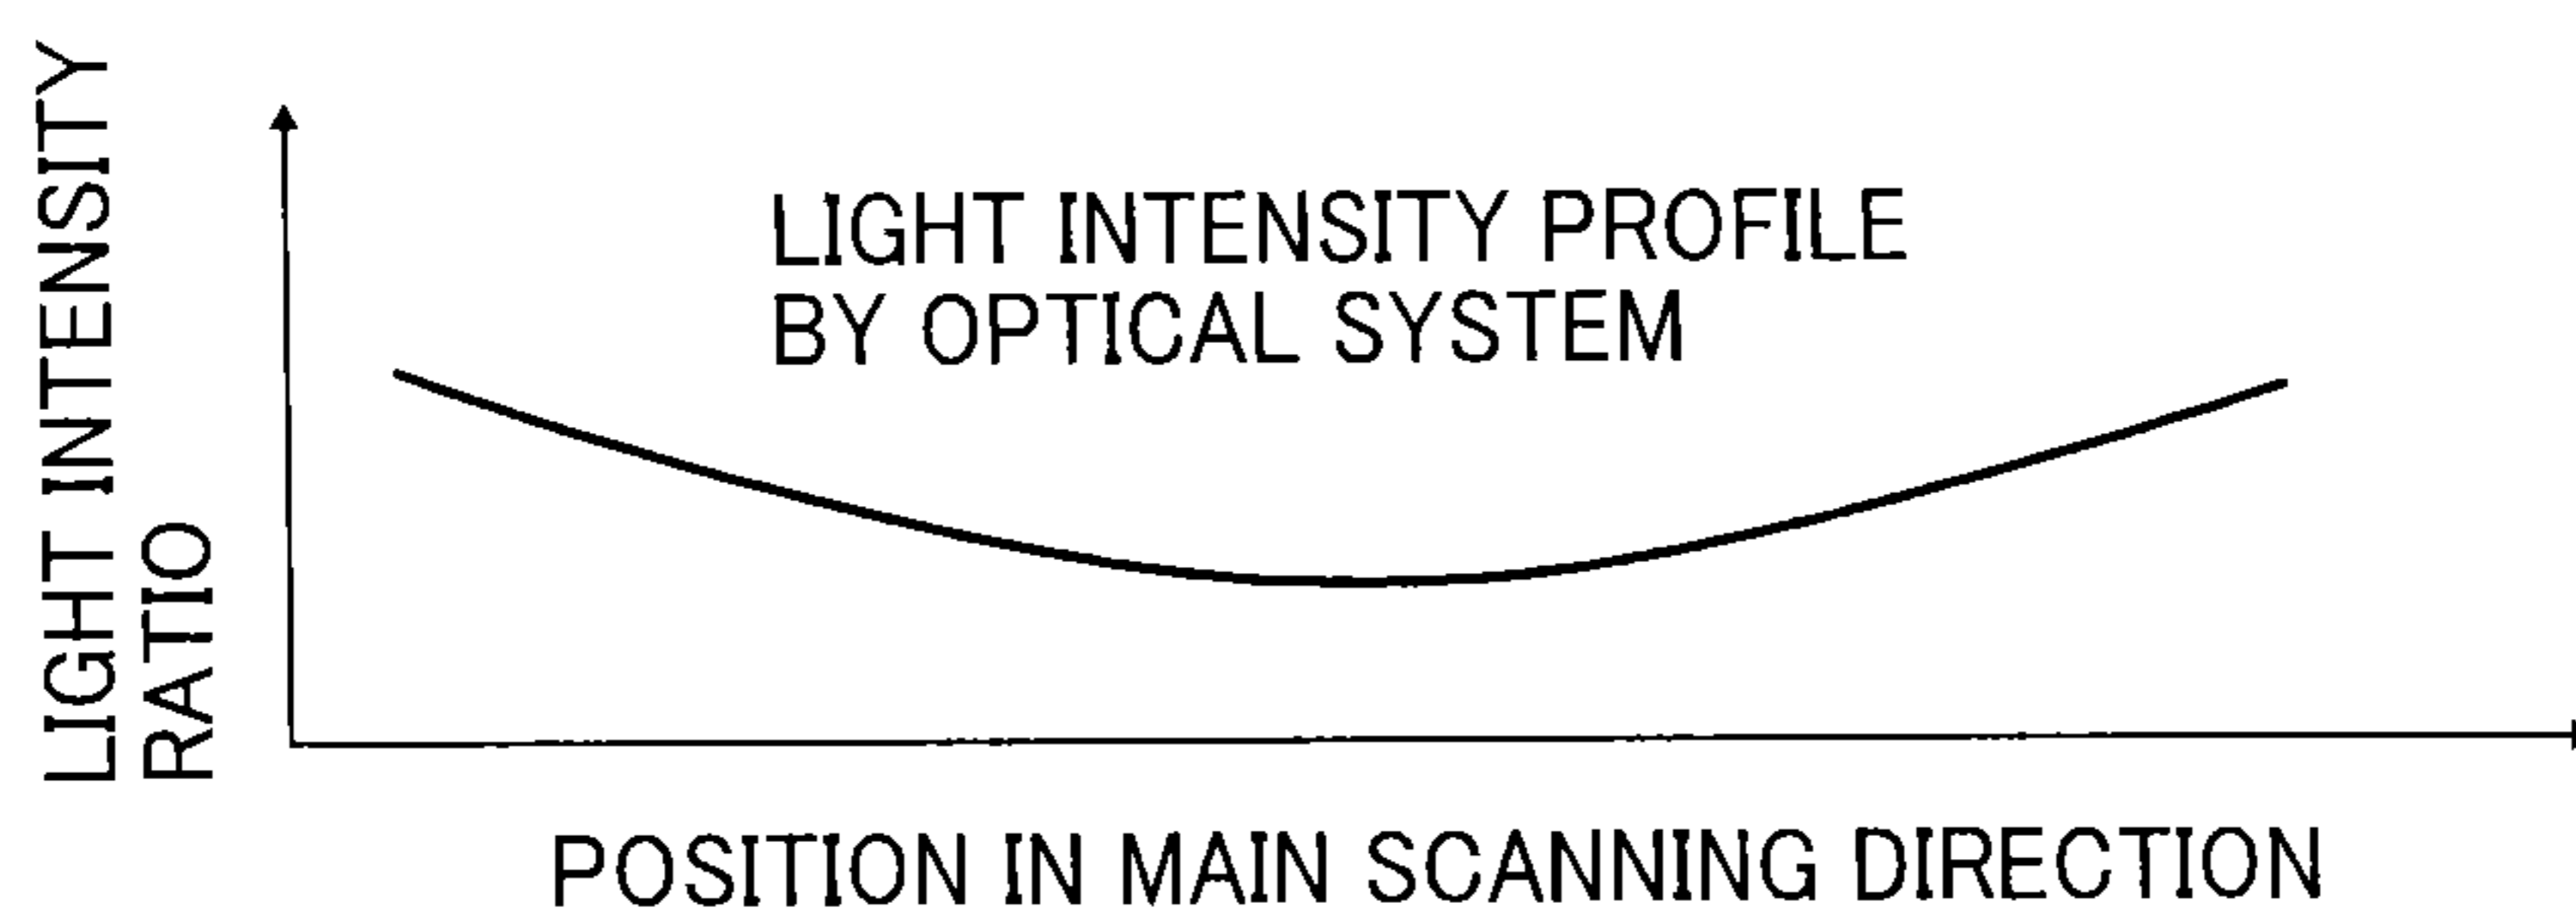 LIGHT INTENSITY
RATIO
LIGHT INTENSITY PROFILE
BY OPTICAL SYSTEM
POSITION IN MAIN SCANNING DIRECTION